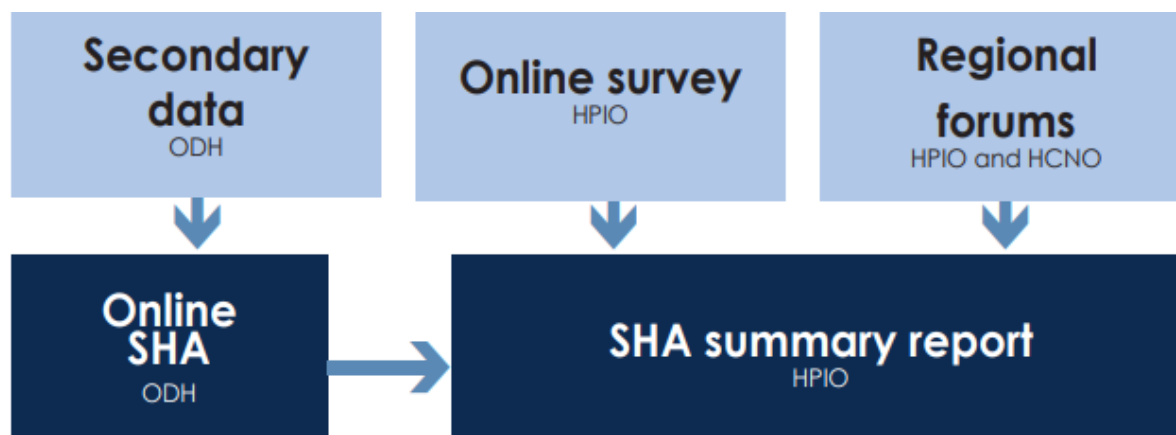 Secondary
data
ODH
Online survey
HPIO
Regional
forums
HPIO and HCNO
Online
SHA
ODH
SHA summary report
HPIO